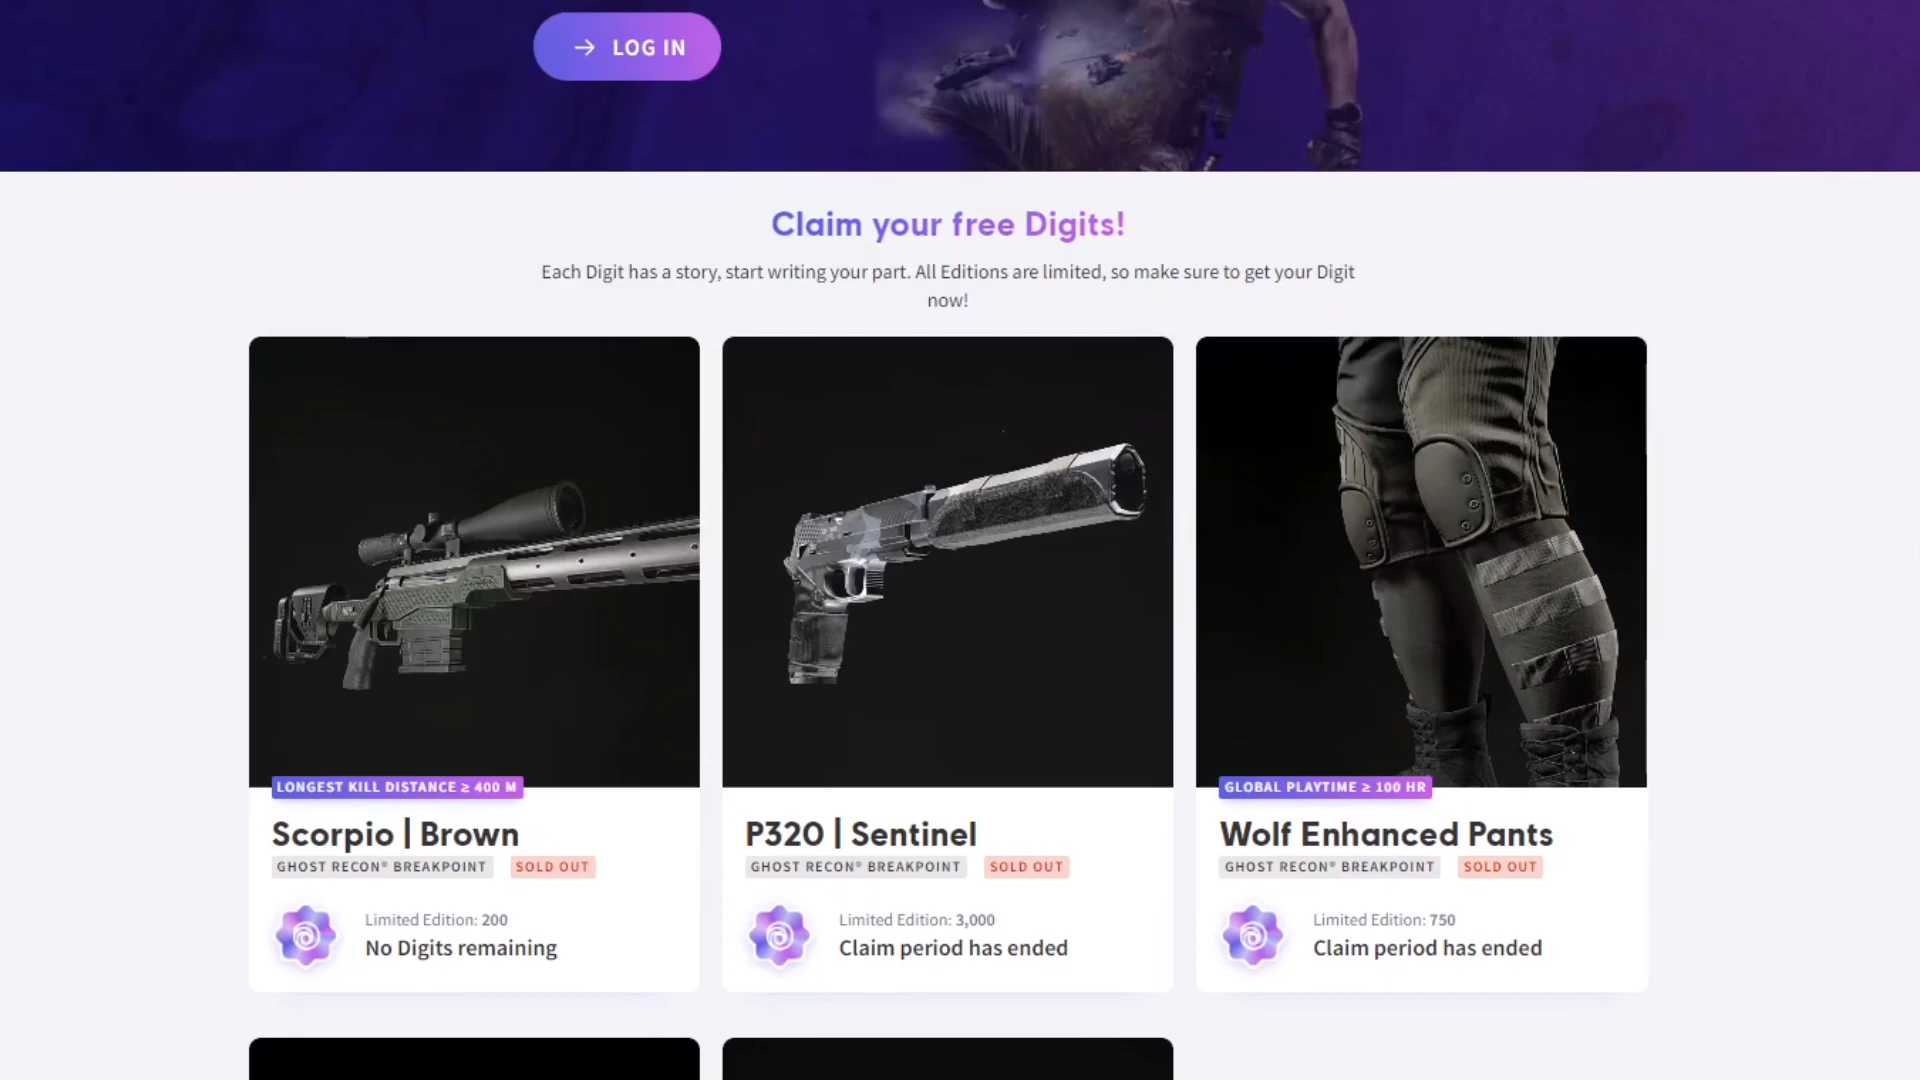 LOG IN
Claim your free Digits!
Each Digit has a story, start writing your part. All Editions are limited, so make sure to get your Digit
now!
LONGEST KILL DISTANCE ≥ 400 M
Scorpio | Brown
GHOST RECON® BREAKPOINT SOLD OUT
Limited Edition: 200
No Digits remaining
P320 | Sentinel
GHOST RECON® BREAKPOINT SOLD OUT
Limited Edition: 3,000
Claim period has ended
GLOBAL PLAYTIME ≥ 100 HR
Wolf Enhanced Pants
GHOST RECON® BREAKPOINT SOLD OUT
Limited Edition: 750
Claim period has ended